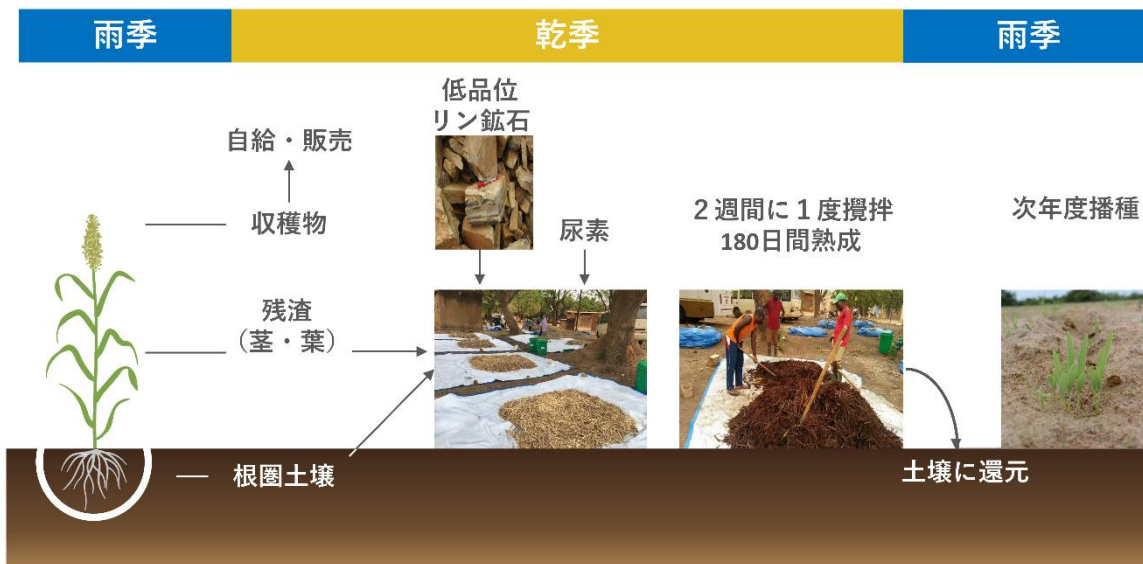 雨季
乾季
雨季
低品位
リン鉱石
自給・販売
収穫物
尿素
2週間に1度攪拌
180日間熟成
次年度播種
残渣
（茎・葉）
根圏土壌
土壌に還元